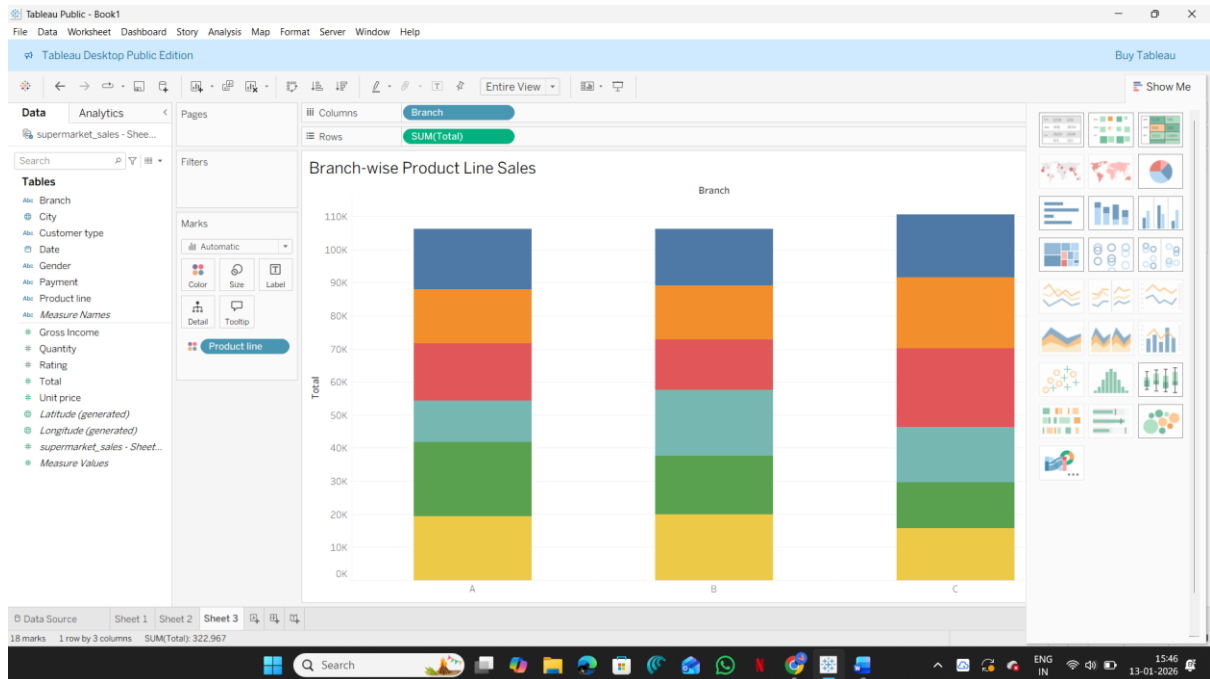 Tableau Public - Book1
File Data Worksheet Dashboard Story Analysis Map Format Server Window Help
Tableau Desktop Public Edition
Buy Tableau
Entire View
Show Me
Data Analytics
supermarket_sales - Shee...
Search
Tables
Abc Branch
City
Abc Customer type
Date
Abc Gender
Abc Payment
Abc Product line
Abc Measure Names
# Gross Income
# Quantity
# Rating
# Total
# Unit price
Latitude (generated)
Longitude (generated)
# supermarket_sales - Sheet...
# Measure Values
Pages
Filters
Marks
Automatic
Color Size Label
Detail Tooltip
Product line
Columns Branch
Rows SUM(Total)
Branch-wise Product Line Sales
Branch
Total
110K
100K
90K
80K
70K
60K
50K
40K
30K
20K
10K
0K
A B C
Data Source Sheet 1 Sheet 2 Sheet 3
18 marks 1 row by 3 columns SUM(Total): 322,967
Search
ENG
IN
15:46
13-01-2026